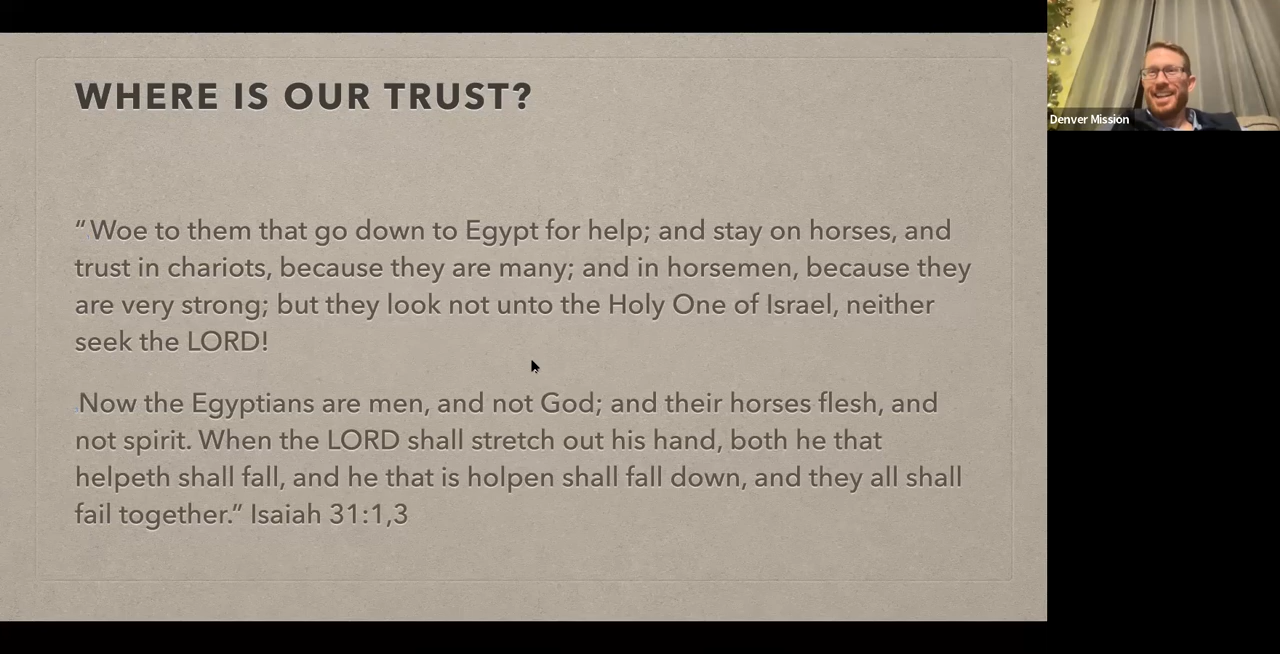 WHERE IS OUR TRUST?
“Woe to them that go down to Egypt for help; and stay on horses, and
trust in chariots, because they are many; and in horsemen, because they
are very strong; but they look not unto the Holy One of Israel, neither
seek the LORD!
Now the Egyptians are men, and not God; and their horses flesh, and
not spirit. When the LORD shall stretch out his hand, both he that
helpeth shall fall, and he that is holpen shall fall down, and they all shall
fail together.” Isaiah 31:1,3
Denver Mission